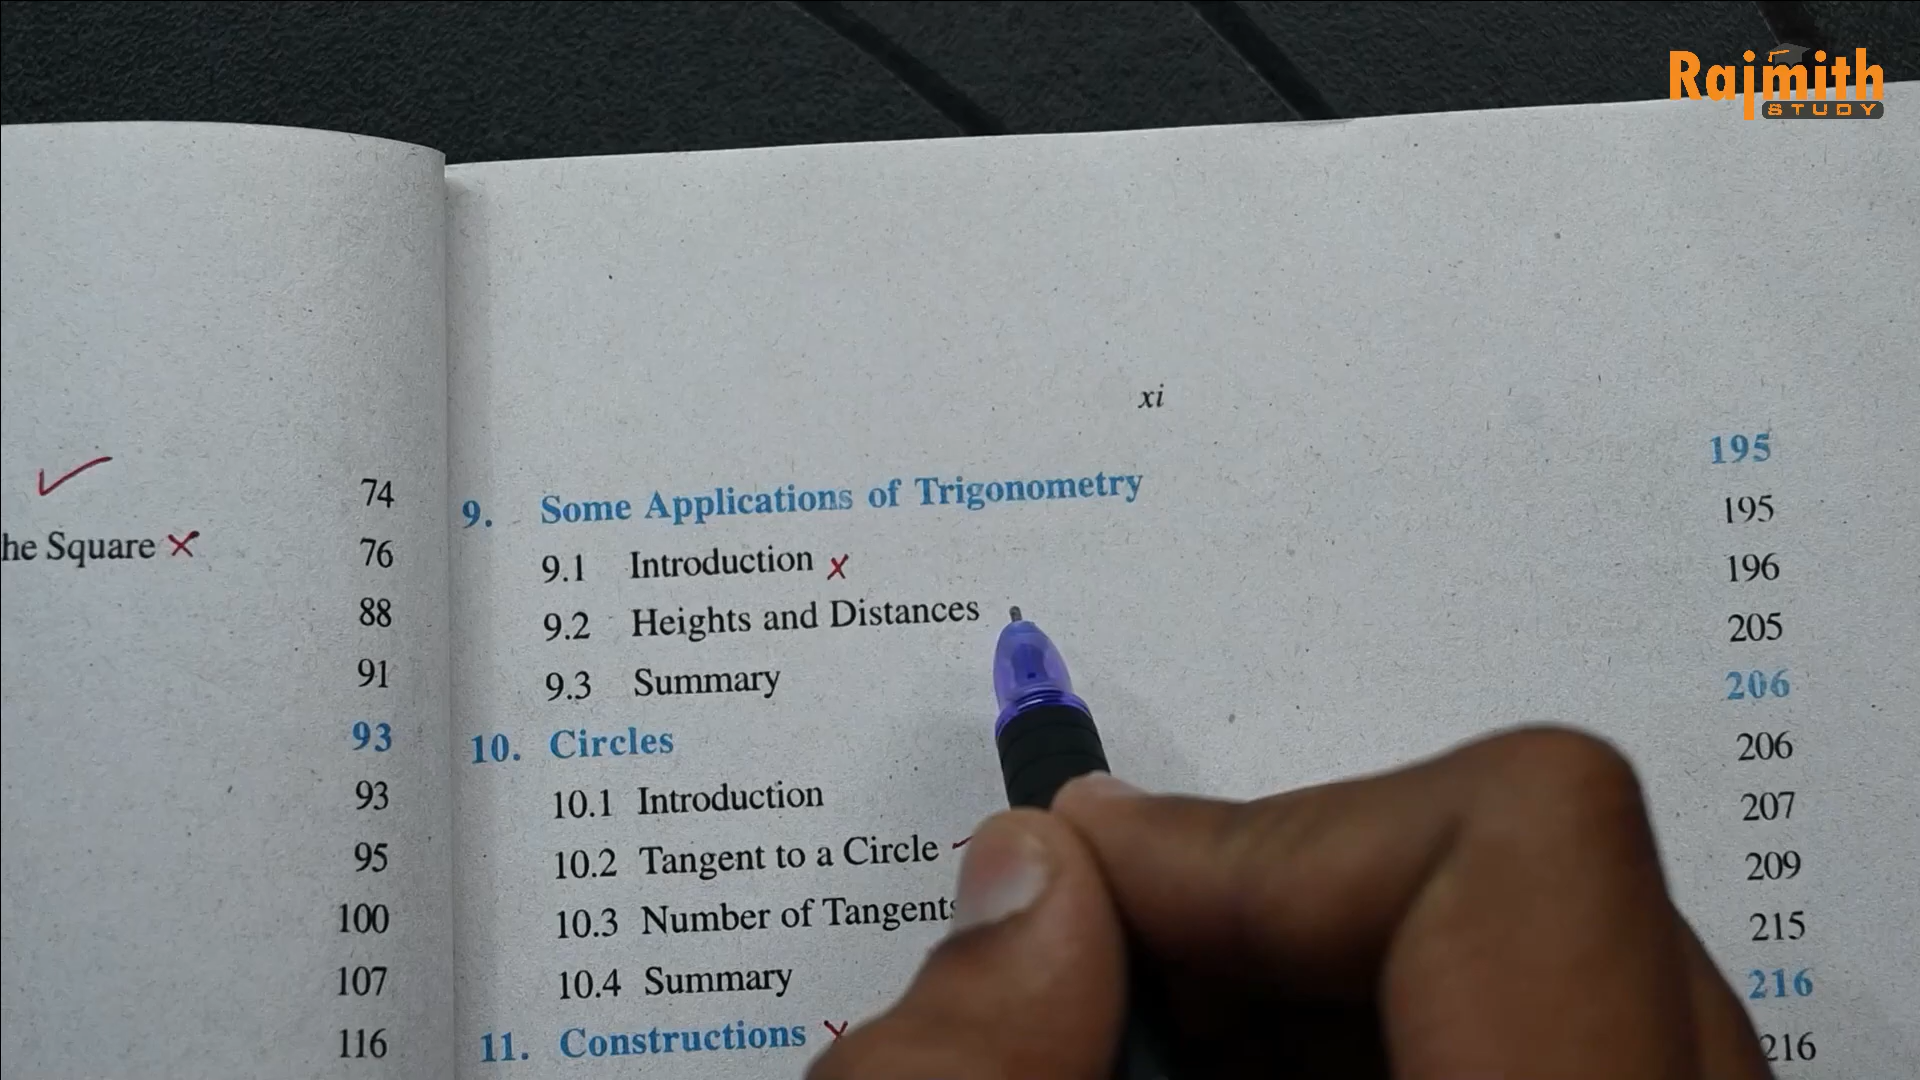 Rajmith
STUDY
74
he Square 76
88
91
93
93
95
100
107
116
xi
9. Some Applications of Trigonometry 195
9.1 Introduction 195
9.2 Heights and Distances 196
9.3 Summary 205
10. Circles 206
10.1 Introduction 206
10.2 Tangent to a Circle 207
10.3 Number of Tangents 209
10.4 Summary 215
11. Constructions 216
216